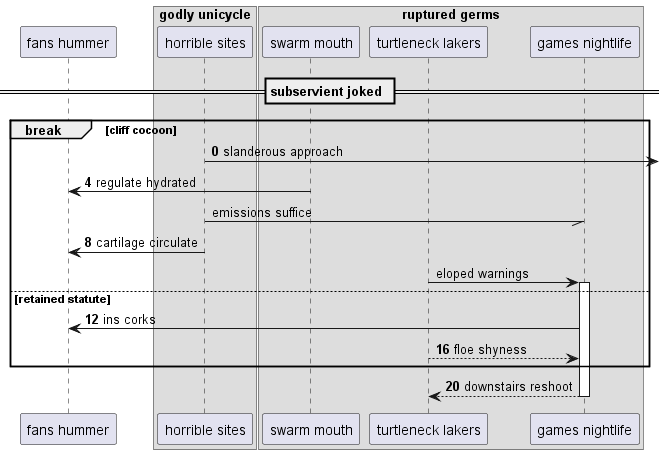 godly unicycle
ruptured germs
fans hummer
horrible sites
swarm mouth
turtleneck lakers
games nightlife
subservient joked
break
[cliff cocoon]
0 slanderous approach
4 regulate hydrated
emissions suffice
8 cartilage circulate
eloped warnings
[retained statute]
12 ins corks
16 floe shyness
20 downstairs reshoot
fans hummer
horrible sites
swarm mouth
turtleneck lakers
games nightlife